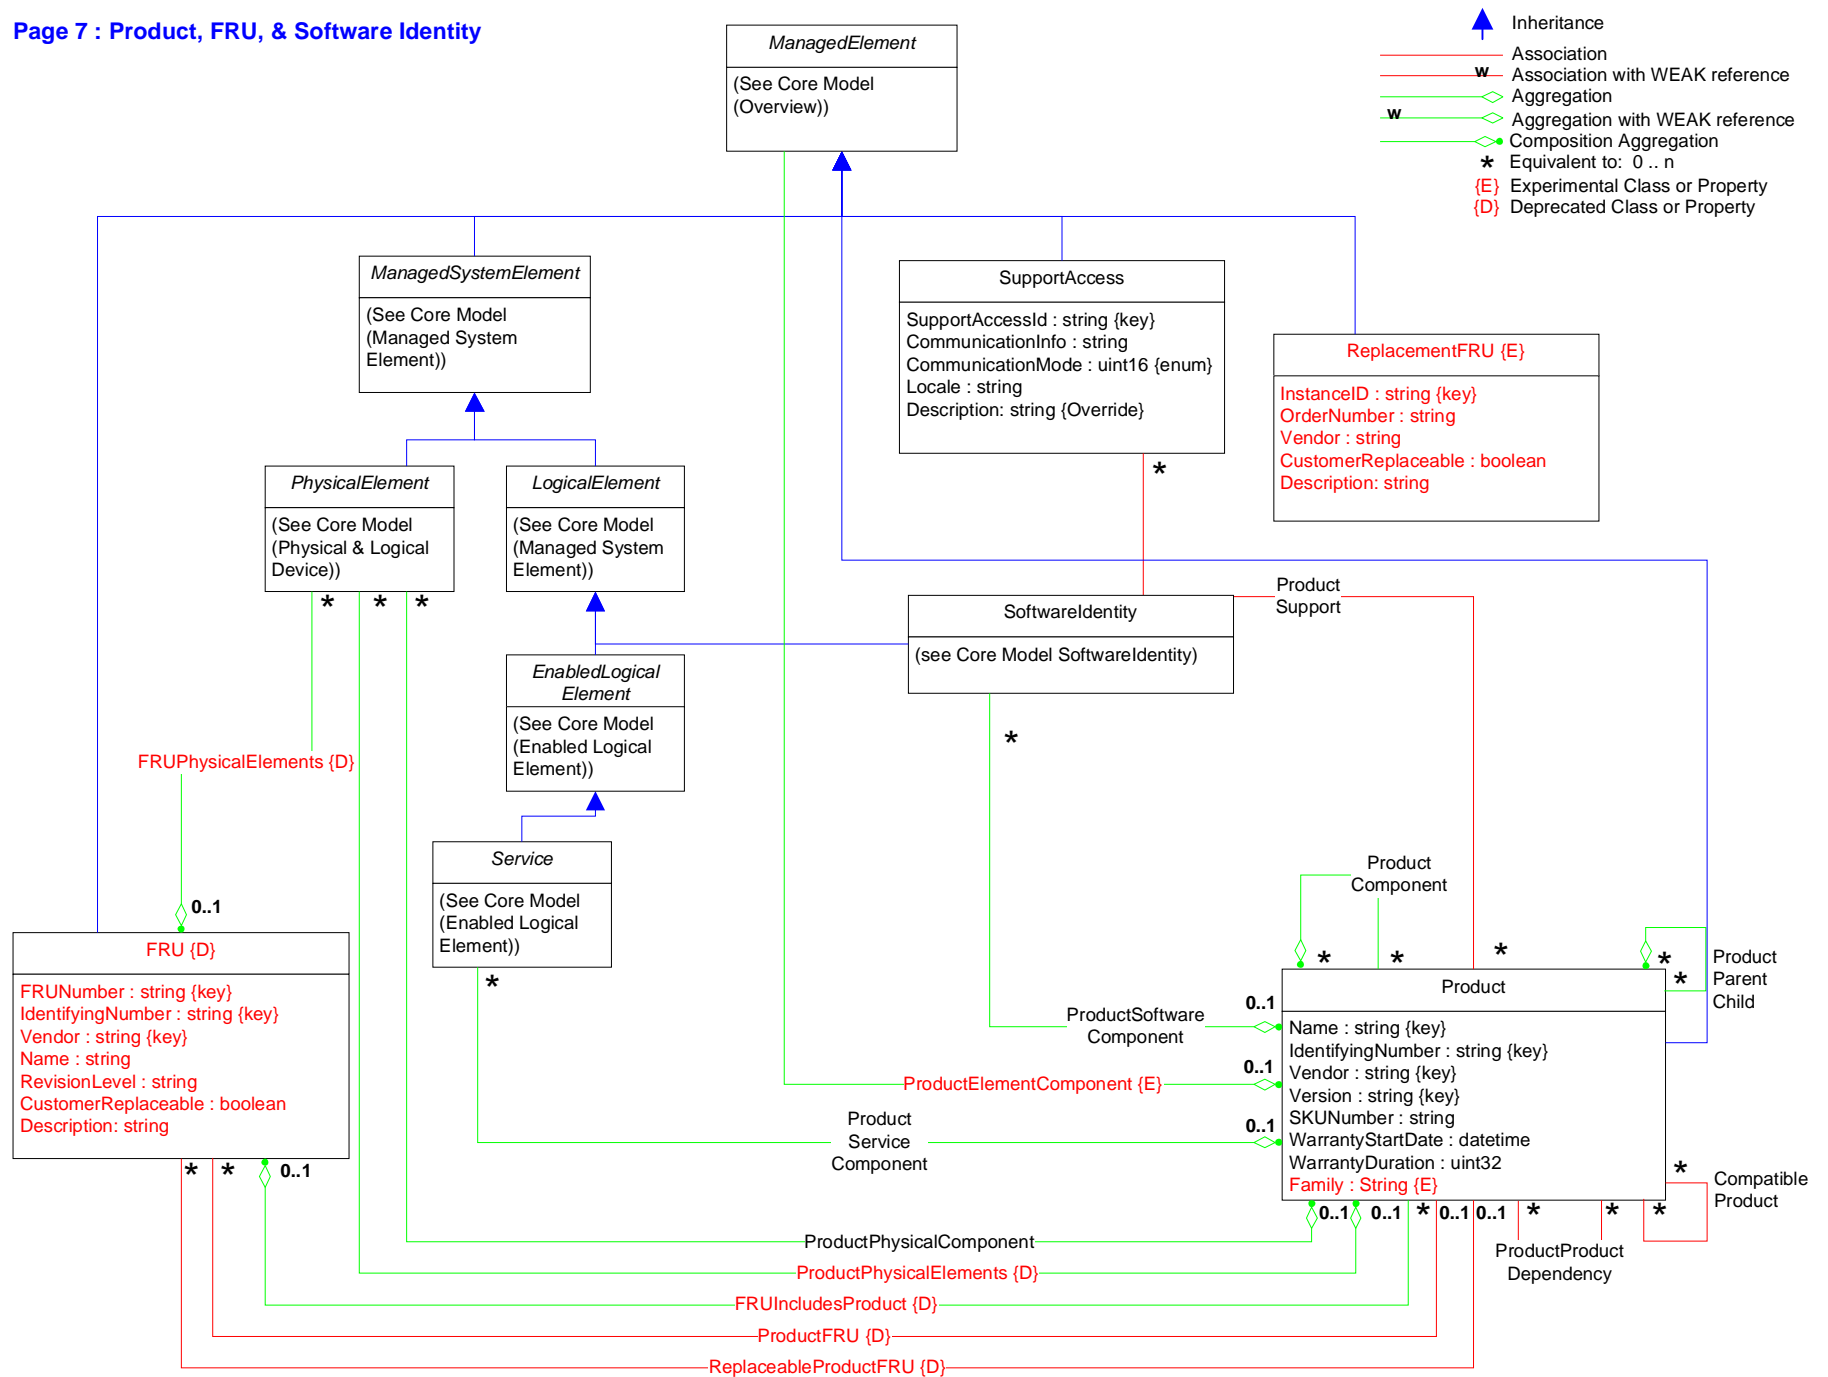 Page 7 : Product, FRU, & Software Identity
Inheritance
Association
w
Association with WEAK reference
Aggregation
w
Aggregation with WEAK reference
Composition Aggregation
* Equivalent to: 0 .. n
{E} Experimental Class or Property
{D} Deprecated Class or Property
ManagedElement
(See Core Model
(Overview))
ManagedSystemElement
(See Core Model
(Managed System
Element))
SupportAccess
SupportAccessId : string {key}
CommunicationInfo : string
CommunicationMode : uint16 {enum}
Locale : string
Description: string {Override}
*
ReplacementFRU {E}
InstanceID : string {key}
OrderNumber : string
Vendor : string
CustomerReplaceable : boolean
Description: string
PhysicalElement
(See Core Model
(Physical & Logical
Device))
* * *
LogicalElement
(See Core Model
(Managed System
Element))
SoftwareIdentity
(see Core Model SoftwareIdentity)
*
Product
Support
EnabledLogical
Element
(See Core Model
(Enabled Logical
Element))
FRUPhysicalElements {D}
0..1
Service
(See Core Model
(Enabled Logical
Element))
*
FRU {D}
FRUNumber : string {key}
IdentifyingNumber : string {key}
Vendor : string {key}
Name : string
RevisionLevel : string
CustomerReplaceable : boolean
Description: string
* * 0..1
Product
Component
* * * * *
Product
Parent
Child
Product
Name : string {key}
IdentifyingNumber : string {key}
Vendor : string {key}
Version : string {key}
SKUNumber : string
WarrantyStartDate : datetime
WarrantyDuration : uint32
Family : String {E}
ProductSoftware
Component
0..1
ProductElementComponent {E}
0..1
Product
Service
Component
0..1
*
Compatible
Product
0..1 0..1 * 0..1 0..1 * * *
ProductProduct
Dependency
ProductPhysicalComponent
ProductPhysicalElements {D}
FRUIncludesProduct {D}
ProductFRU {D}
ReplaceableProductFRU {D}